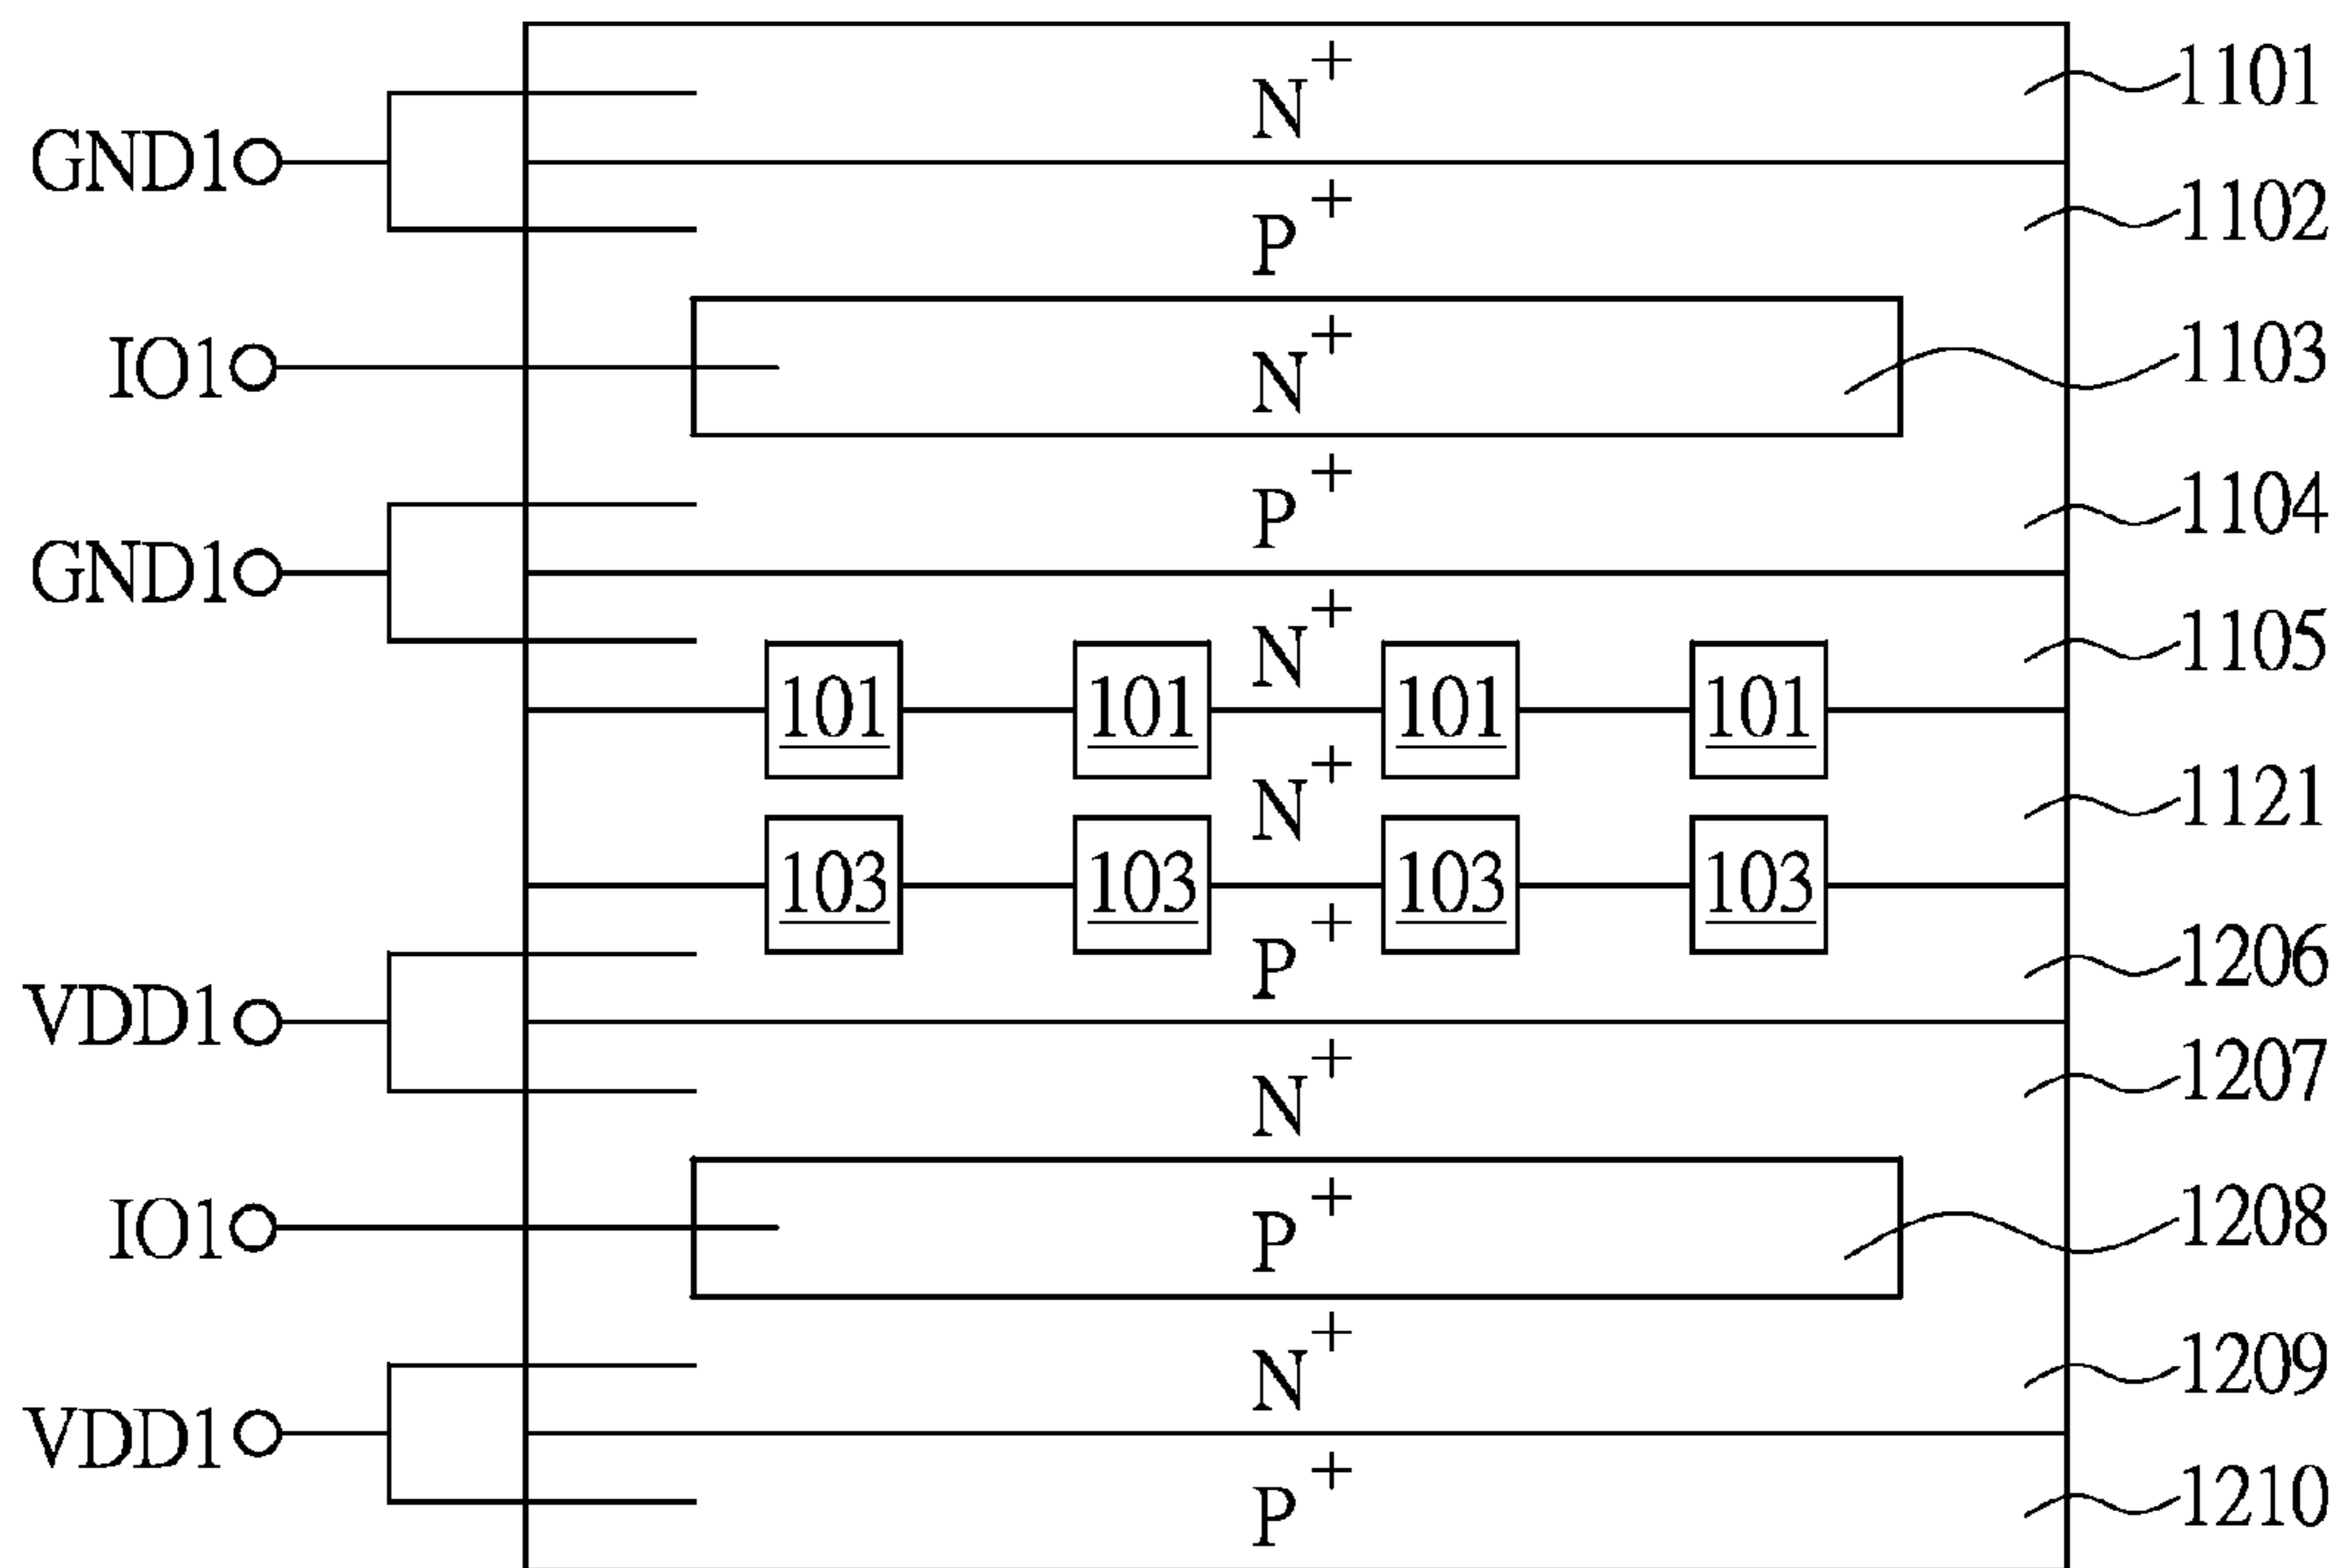 N+ 1101
GND1
P+ 1102
IO1 N+ 1103
P+ 1104
GND1
N+ 1105
101 101 101 101
N+ 1121
103 103 103 103
P+ 1206
VDD1
N+ 1207
IO1 P+ 1208
N+ 1209
VDD1
P+ 1210